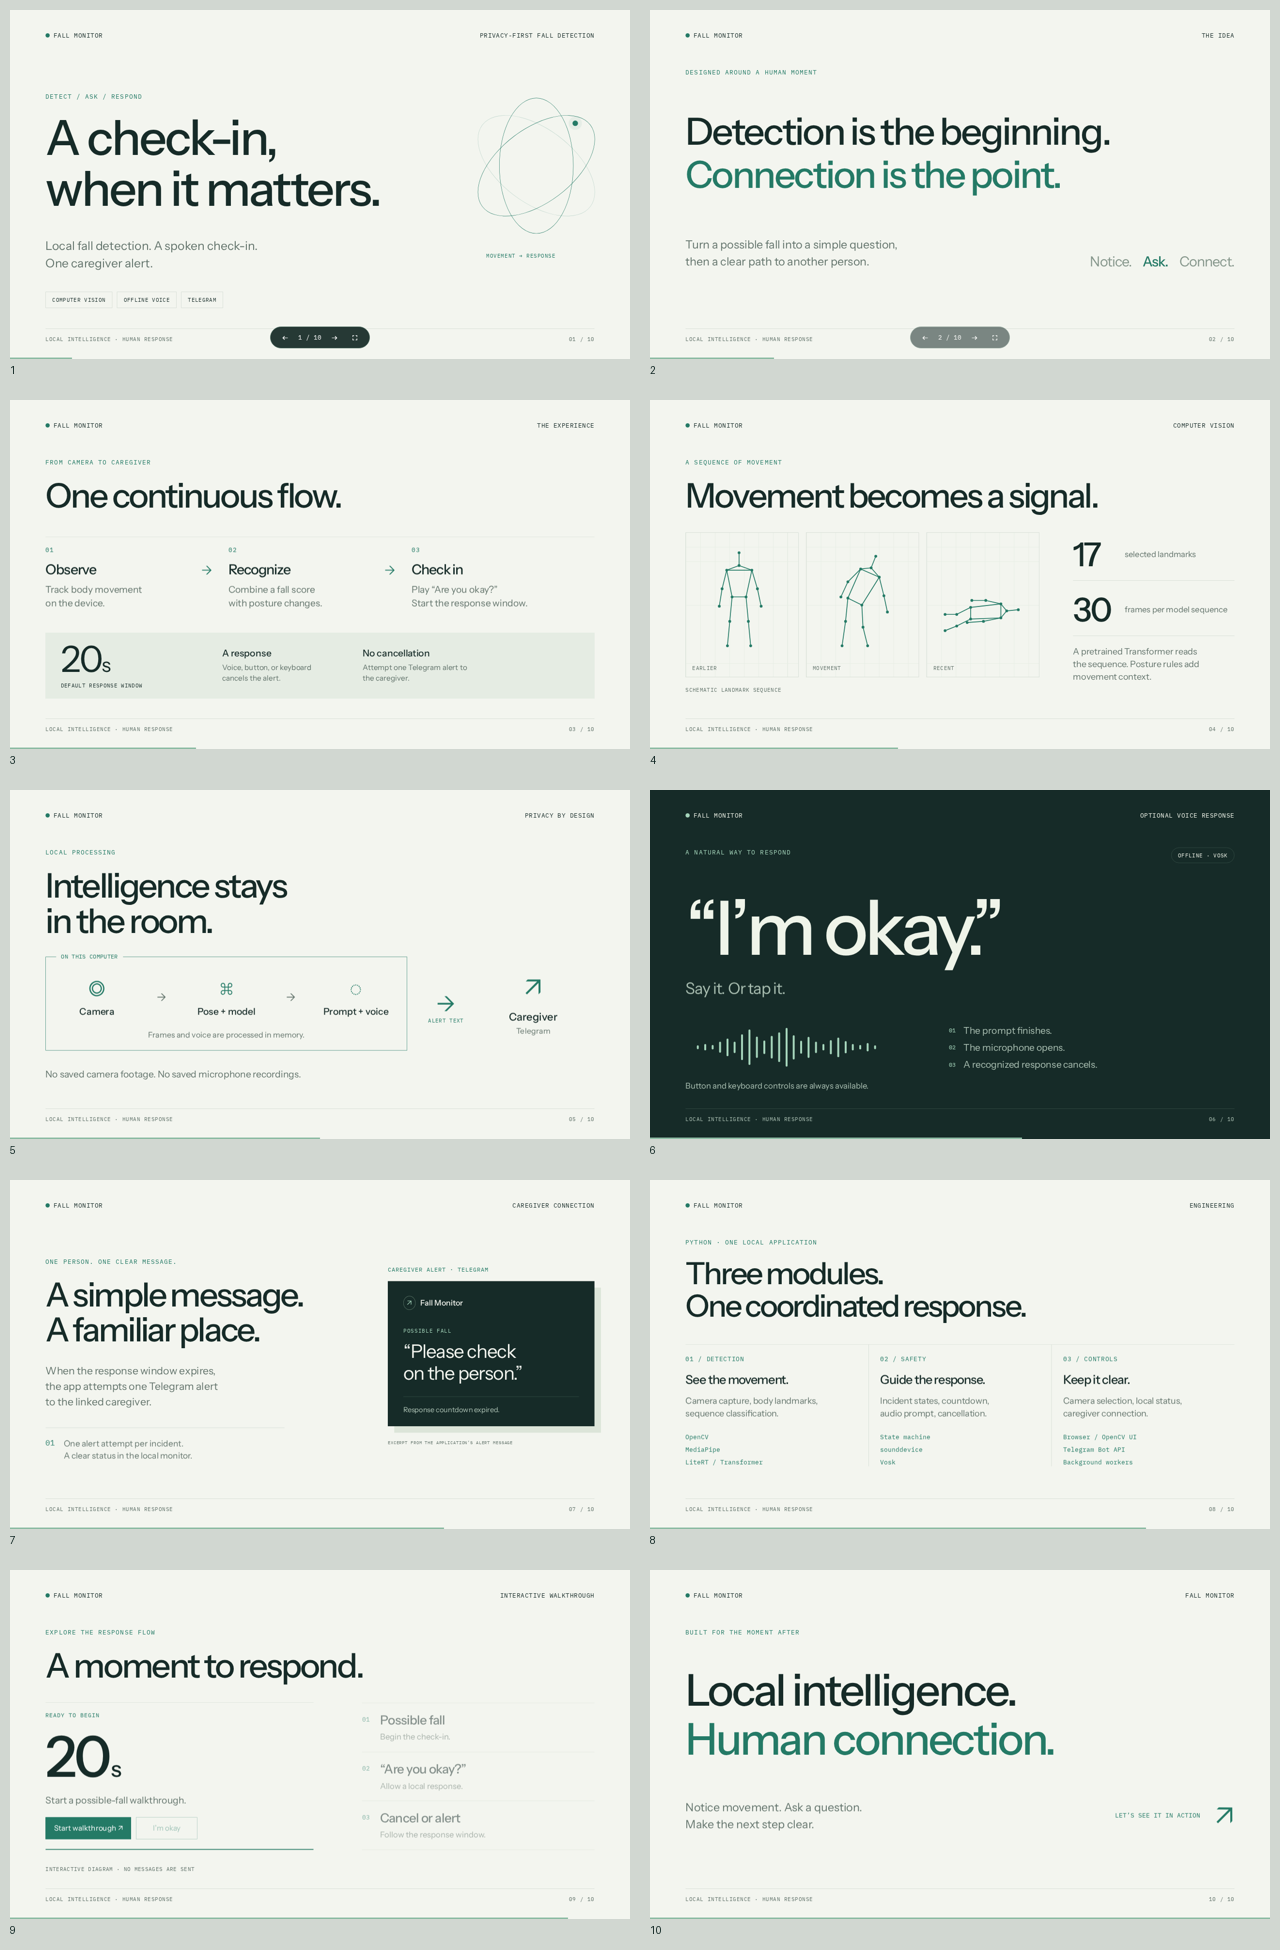 FALL MONITOR
PRIVACY-FIRST FALL DETECTION
DETECT / ASK / RESPOND
A check-in,
when it matters.
Local fall detection. A spoken check-in.
One caregiver alert.
MOVEMENT → RESPONSE
COMPUTER VISION
OFFLINE VOICE
TELEGRAM
LOCAL INTELLIGENCE · HUMAN RESPONSE
← 1 / 10 →
01 / 10
1
FALL MONITOR
THE IDEA
DESIGNED AROUND A HUMAN MOMENT
Detection is the beginning.
Connection is the point.
Turn a possible fall into a simple question,
then a clear path to another person.
Notice. Ask. Connect.
LOCAL INTELLIGENCE · HUMAN RESPONSE
← 2 / 10 →
02 / 10
2
FALL MONITOR
THE EXPERIENCE
FROM CAMERA TO CAREGIVER
One continuous flow.
01
Observe
Track body movement
on the device.
→
02
Recognize
Combine a fall score
with posture changes.
→
03
Check in
Play “Are you okay?”
Start the response window.
20s
DEFAULT RESPONSE WINDOW
A response
Voice, button, or keyboard
cancels the alert.
No cancellation
Attempt one Telegram alert to
the caregiver.
LOCAL INTELLIGENCE · HUMAN RESPONSE
03 / 10
3
FALL MONITOR
COMPUTER VISION
A SEQUENCE OF MOVEMENT
Movement becomes a signal.
EARLIER
MOVEMENT
RECENT
SCHEMATIC LANDMARK SEQUENCE
17 selected landmarks
30 frames per model sequence
A pretrained Transformer reads
the sequence. Posture rules add
movement context.
LOCAL INTELLIGENCE · HUMAN RESPONSE
04 / 10
4
FALL MONITOR
PRIVACY BY DESIGN
LOCAL PROCESSING
Intelligence stays
in the room.
ON THIS COMPUTER
Camera
→
⌘
Pose + model
→
Prompt + voice
Frames and voice are processed in memory.
→
ALERT TEXT
↗
Caregiver
Telegram
No saved camera footage. No saved microphone recordings.
LOCAL INTELLIGENCE · HUMAN RESPONSE
05 / 10
5
FALL MONITOR
OPTIONAL VOICE RESPONSE
A NATURAL WAY TO RESPOND
OFFLINE · VOSK
“I’m okay.”
Say it. Or tap it.
01 The prompt finishes.
02 The microphone opens.
03 A recognized response cancels.
Button and keyboard controls are always available.
LOCAL INTELLIGENCE · HUMAN RESPONSE
06 / 10
6
FALL MONITOR
CAREGIVER CONNECTION
ONE PERSON. ONE CLEAR MESSAGE.
A simple message.
A familiar place.
When the response window expires,
the app attempts one Telegram alert
to the linked caregiver.
01 One alert attempt per incident.
A clear status in the local monitor.
CAREGIVER ALERT · TELEGRAM
↗ Fall Monitor
POSSIBLE FALL
“Please check
on the person.”
Response countdown expired.
EXCERPT FROM THE APPLICATION’S ALERT MESSAGE
LOCAL INTELLIGENCE · HUMAN RESPONSE
07 / 10
7
FALL MONITOR
ENGINEERING
PYTHON · ONE LOCAL APPLICATION
Three modules.
One coordinated response.
01 / DETECTION
See the movement.
Camera capture, body landmarks,
sequence classification.
OpenCV
MediaPipe
LiteRT / Transformer
02 / SAFETY
Guide the response.
Incident states, countdown,
audio prompt, cancellation.
State machine
sounddevice
Vosk
03 / CONTROLS
Keep it clear.
Camera selection, local status,
caregiver connection.
Browser / OpenCV UI
Telegram Bot API
Background workers
LOCAL INTELLIGENCE · HUMAN RESPONSE
08 / 10
8
FALL MONITOR
INTERACTIVE WALKTHROUGH
EXPLORE THE RESPONSE FLOW
A moment to respond.
READY TO BEGIN
20s
Start a possible-fall walkthrough.
Start walkthrough ↗
I’m okay
INTERACTIVE DIAGRAM · NO MESSAGES ARE SENT
01 Possible fall
Begin the check-in.
02 “Are you okay?”
Allow a local response.
03 Cancel or alert
Follow the response window.
LOCAL INTELLIGENCE · HUMAN RESPONSE
09 / 10
9
FALL MONITOR
FALL MONITOR
BUILT FOR THE MOMENT AFTER
Local intelligence.
Human connection.
Notice movement. Ask a question.
Make the next step clear.
LET’S SEE IT IN ACTION ↗
LOCAL INTELLIGENCE · HUMAN RESPONSE
10 / 10
10